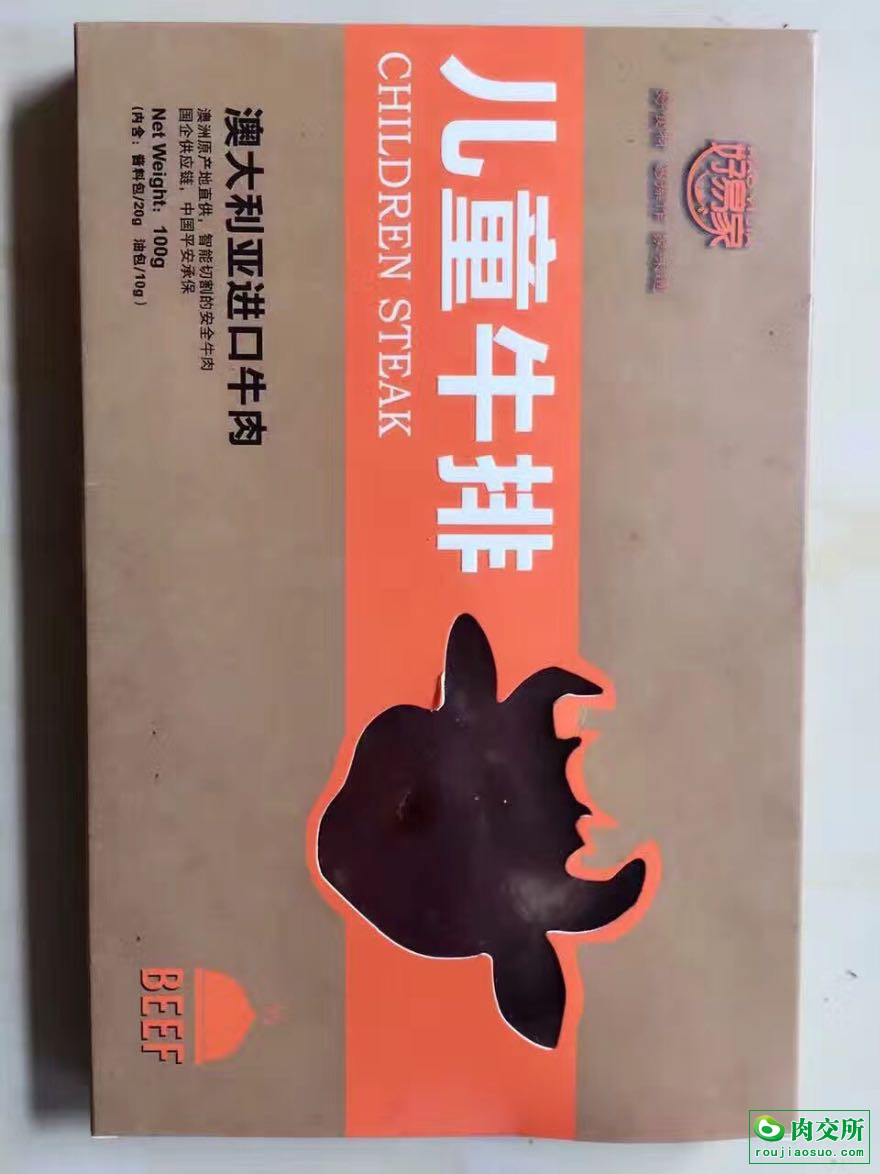 好易家
儿童牛排
CHILDREN STEAK
澳大利亚进口牛肉
澳洲原产地直供，智能切割的安全牛肉
国企供应链，中国平安承保
Net Weight：100g
(内含：酱料包/20g 油包/10g)
BEEF
肉交所
roujiaosuo.com